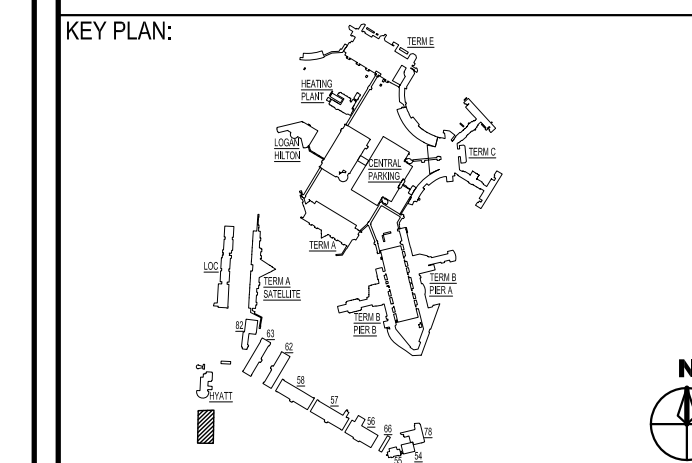 KEY PLAN:
TERM E
HEATING
PLANT
LOGAN
HILTON
CENTRAL
PARKING
TERM C
TERM A
LOC
TERM A
SATELLITE
TERM B
PIER A
TERM B
PIER B
82
63
62
58
57
56
66
78
55
54
HYATT
N